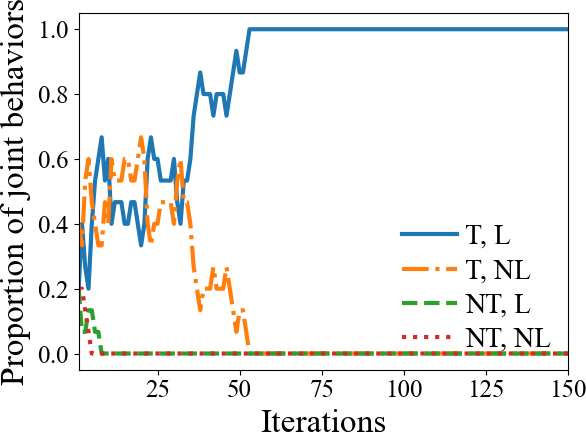 Proportion of joint behaviors
1.0
0.8
0.6
0.4
0.2
0.0
T, L
T, NL
NT, L
NT, NL
25 50 75 100 125 150
Iterations